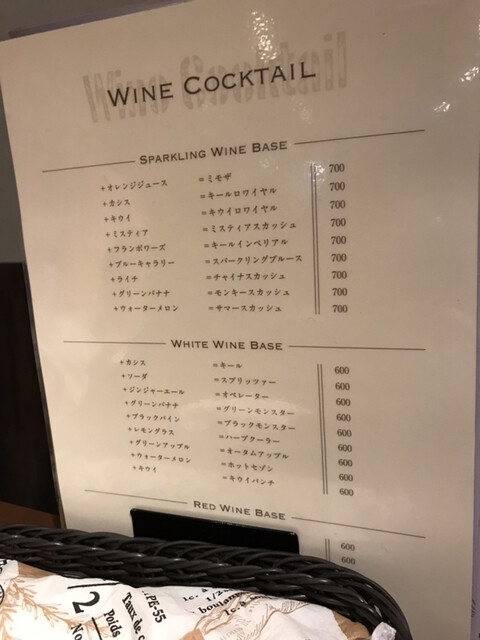 Wine Cocktail
WINE COCKTAIL
SPARKLING WINE BASE
+オレンジジュース =ミモザ 700
+カシス =キールロワイヤル 700
+キウイ =キウイロワイヤル 700
+ミスティア =ミスティアスカッシュ 700
+フランボワーズ =キールインペリアル 700
+ブルーキャラリー =スパークリングブルース 700
+ライチ =チャイナスカッシュ 700
+グリーンバナナ =モンキースカッシュ 700
+ウォーターメロン =サマースカッシュ 700
WHITE WINE BASE
+カシス =キール 600
+ソーダ =スプリッツァー 600
+ジンジャーエール =オペレーター 600
+グリーンバナナ =グリーンモンスター 600
+ブラックパイン =ブラックモンスター 600
+レモングラス =ハーブクーラー 600
+グリーンアップル =オータムアップル 600
+ウォーターメロン =ホットセゾン 600
+キウイ =キウイパンチ 600
RED WINE BASE
600
600
PE-55
1/2
Poids
Taux de
boulan